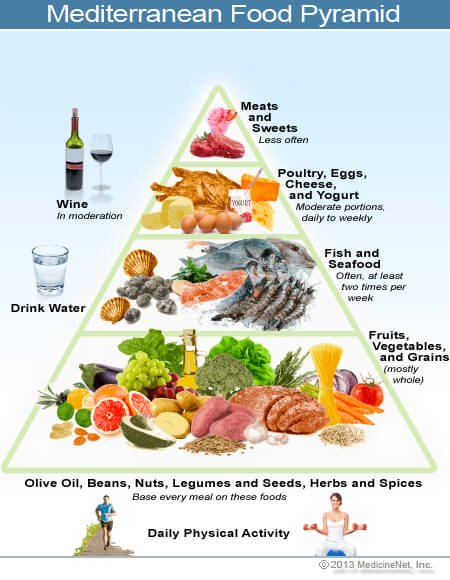 Mediterranean Food Pyramid
Meats
and
Sweets
Less often
Poultry, Eggs,
Cheese,
and Yogurt
Moderate portions,
daily to weekly
YOGURT
Wine
In moderation
Fish and
Seafood
Often, at least
two times per
week
Drink Water
Fruits,
Vegetables,
and Grains
(mostly
whole)
Olive Oil, Beans, Nuts, Legumes and Seeds, Herbs and Spices
Base every meal on these foods
Daily Physical Activity
©2013 MedicineNet, Inc.